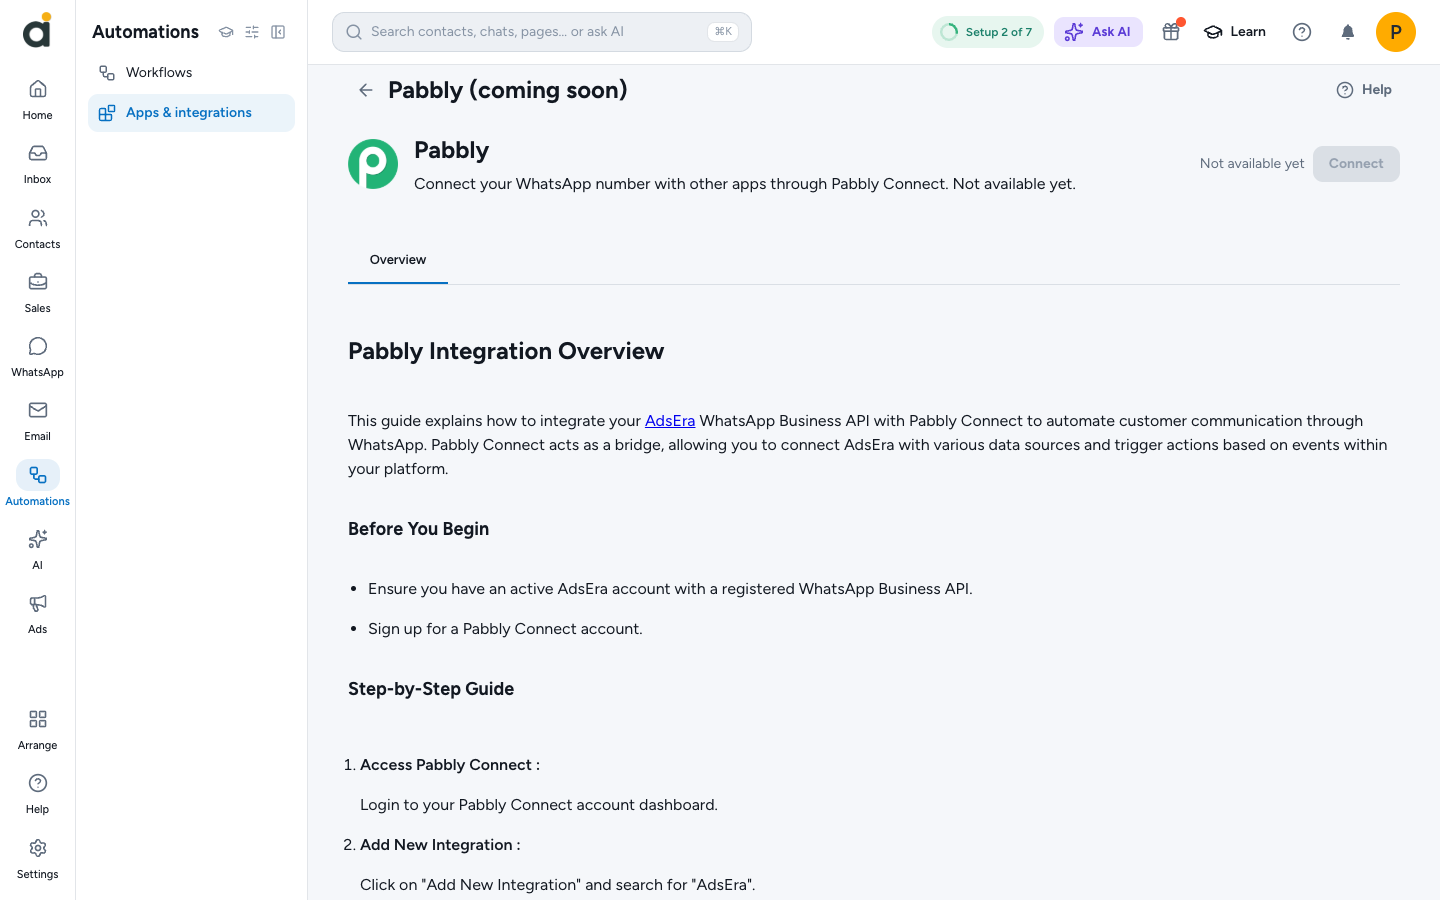 Automations
Search contacts, chats, pages... or ask AI
⌘K
Setup 2 of 7
Ask AI
Learn
P
Home
Inbox
Contacts
Sales
WhatsApp
Email
Automations
AI
Ads
Arrange
Help
Settings
Workflows
Apps & integrations
Pabbly (coming soon)
Help
Pabbly
Connect your WhatsApp number with other apps through Pabbly Connect. Not available yet.
Not available yet
Connect
Overview
Pabbly Integration Overview
This guide explains how to integrate your AdsEra WhatsApp Business API with Pabbly Connect to automate customer communication through
WhatsApp. Pabbly Connect acts as a bridge, allowing you to connect AdsEra with various data sources and trigger actions based on events within
your platform.
Before You Begin
• Ensure you have an active AdsEra account with a registered WhatsApp Business API.
• Sign up for a Pabbly Connect account.
Step-by-Step Guide
1. Access Pabbly Connect :
Login to your Pabbly Connect account dashboard.
2. Add New Integration :
Click on "Add New Integration" and search for "AdsEra".